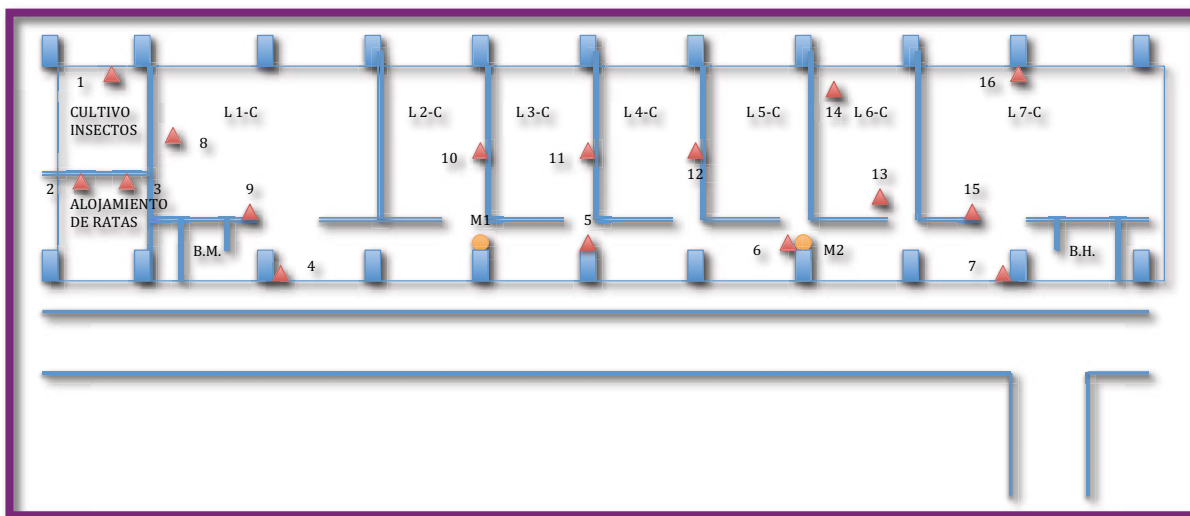 1
16
CULTIVO
INSECTOS
L 1-C
L 2-C
L 3-C
L 4-C
L 5-C
14
L 6-C
L 7-C
8
10
11
12
13
2
3
15
ALOJAMIENTO
DE RATAS
9
M1
5
B.M.
6
M2
B.H.
4
7